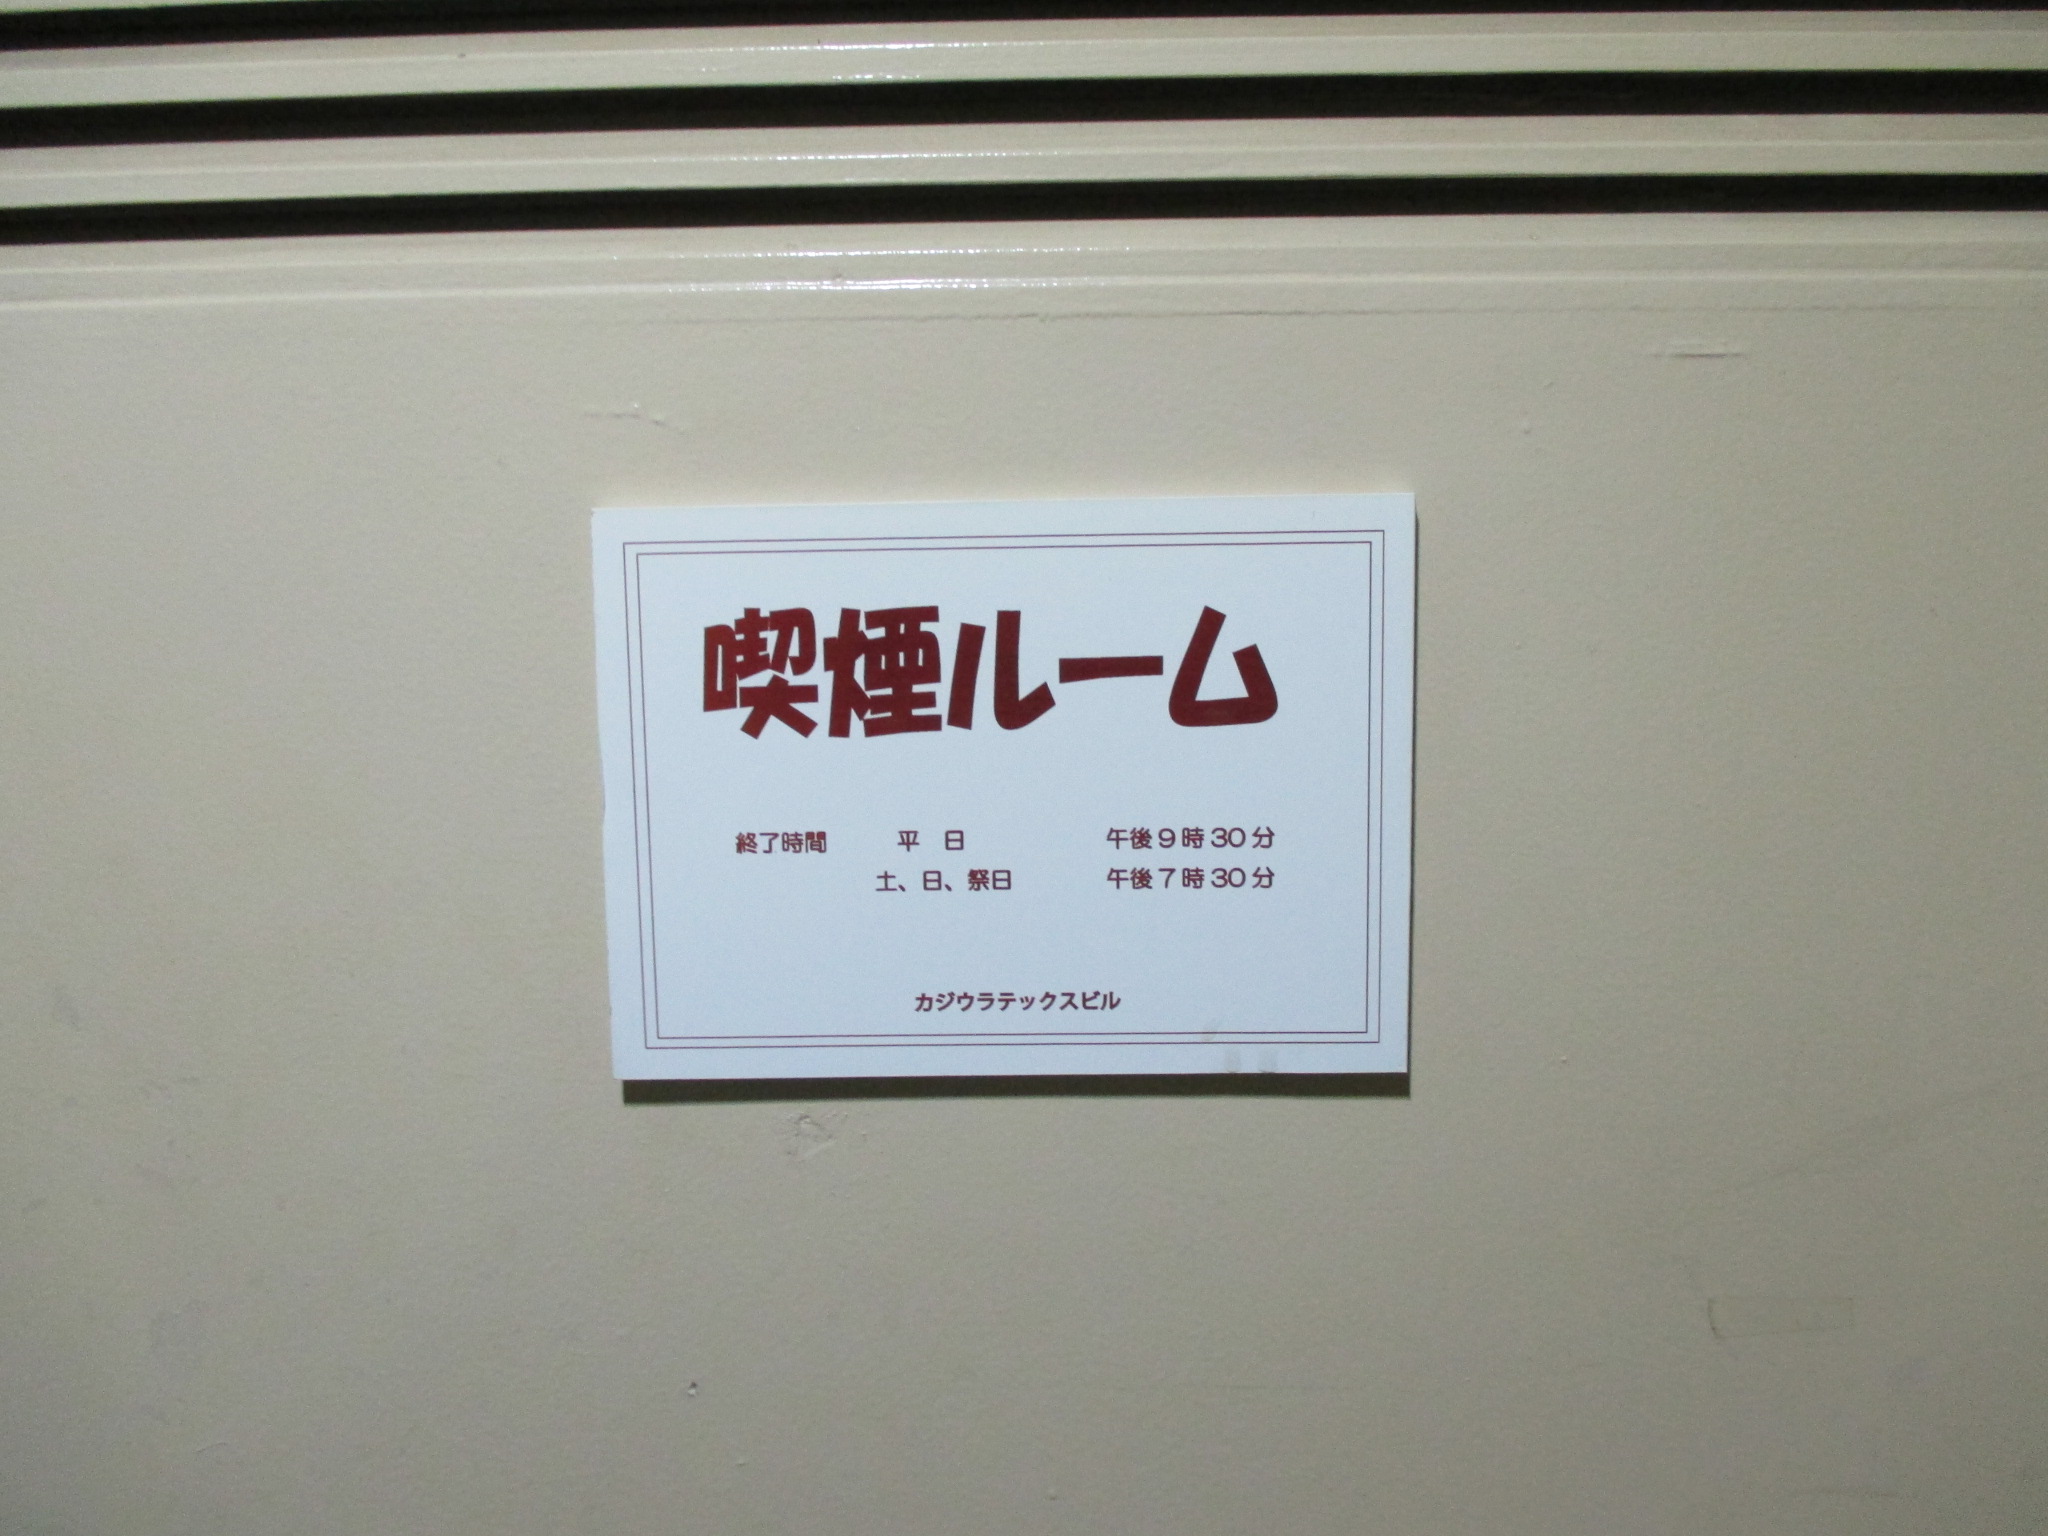 喫煙ルーム
終了時間 平 日 午後9時30分
土、日、祭日 午後7時30分
カジウラテックスビル